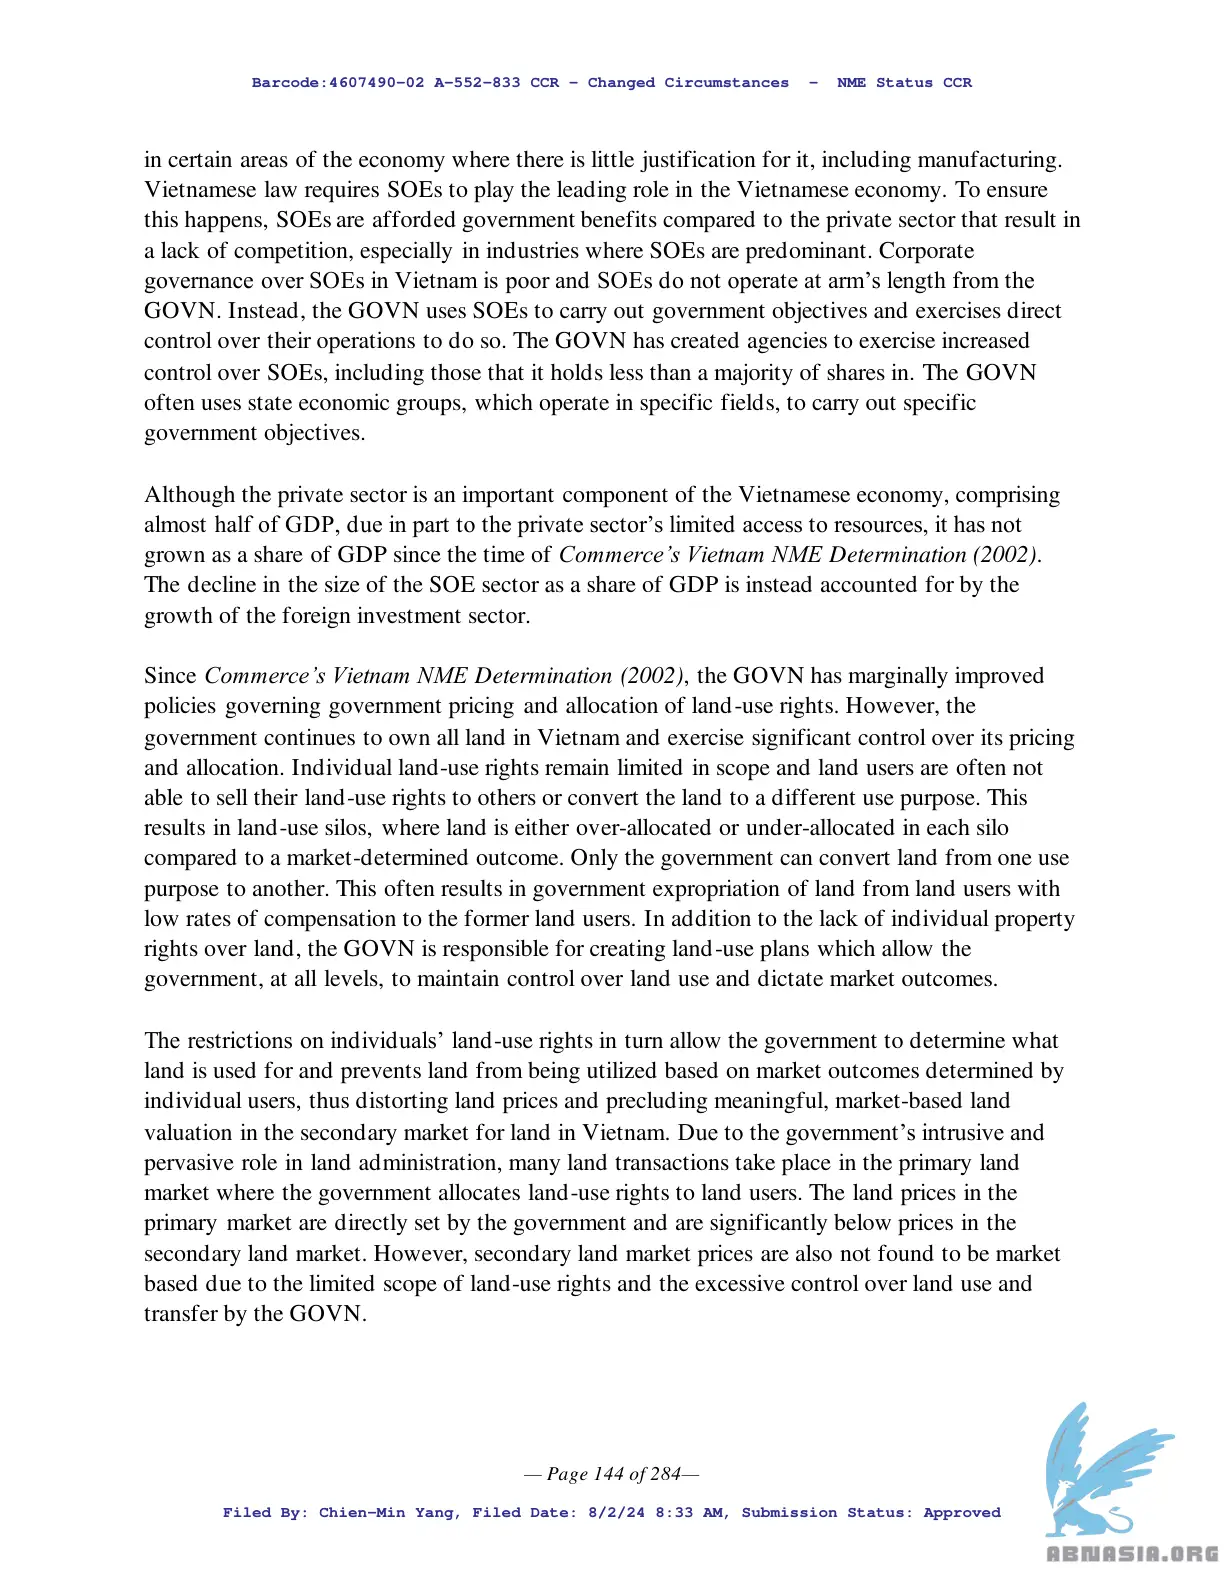 Barcode:4607490-02 A-552-833 CCR - Changed Circumstances - NME Status CCR
in certain areas of the economy where there is little justification for it, including manufacturing.
Vietnamese law requires SOEs to play the leading role in the Vietnamese economy. To ensure
this happens, SOEs are afforded government benefits compared to the private sector that result in
a lack of competition, especially in industries where SOEs are predominant. Corporate
governance over SOEs in Vietnam is poor and SOEs do not operate at arm’s length from the
GOVN. Instead, the GOVN uses SOEs to carry out government objectives and exercises direct
control over their operations to do so. The GOVN has created agencies to exercise increased
control over SOEs, including those that it holds less than a majority of shares in. The GOVN
often uses state economic groups, which operate in specific fields, to carry out specific
government objectives.
Although the private sector is an important component of the Vietnamese economy, comprising
almost half of GDP, due in part to the private sector’s limited access to resources, it has not
grown as a share of GDP since the time of Commerce’s Vietnam NME Determination (2002).
The decline in the size of the SOE sector as a share of GDP is instead accounted for by the
growth of the foreign investment sector.
Since Commerce’s Vietnam NME Determination (2002), the GOVN has marginally improved
policies governing government pricing and allocation of land-use rights. However, the
government continues to own all land in Vietnam and exercise significant control over its pricing
and allocation. Individual land-use rights remain limited in scope and land users are often not
able to sell their land-use rights to others or convert the land to a different use purpose. This
results in land-use silos, where land is either over-allocated or under-allocated in each silo
compared to a market-determined outcome. Only the government can convert land from one use
purpose to another. This often results in government expropriation of land from land users with
low rates of compensation to the former land users. In addition to the lack of individual property
rights over land, the GOVN is responsible for creating land-use plans which allow the
government, at all levels, to maintain control over land use and dictate market outcomes.
The restrictions on individuals’ land-use rights in turn allow the government to determine what
land is used for and prevents land from being utilized based on market outcomes determined by
individual users, thus distorting land prices and precluding meaningful, market-based land
valuation in the secondary market for land in Vietnam. Due to the government’s intrusive and
pervasive role in land administration, many land transactions take place in the primary land
market where the government allocates land-use rights to land users. The land prices in the
primary market are directly set by the government and are significantly below prices in the
secondary land market. However, secondary land market prices are also not found to be market
based due to the limited scope of land-use rights and the excessive control over land use and
transfer by the GOVN.
— Page 144 of 284—
Filed By: Chien-Min Yang, Filed Date: 8/2/24 8:33 AM, Submission Status: Approved
ABNASIA.ORG